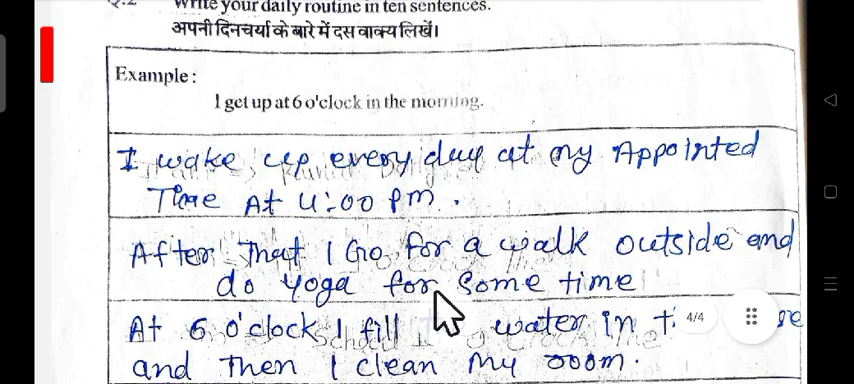 Q.2 Write your daily routine in ten sentences.
अपनी दिनचर्या के बारे में दस वाक्य लिखें।
Example :
I get up at 6 o'clock in the morning.
I wake up every day at my Appointed
Time At 4:00 Pm.
After That I Go for a walk outside and
do yoga for some time
At 6 o'clock I fill water in
and Then I clean my room.
4/4